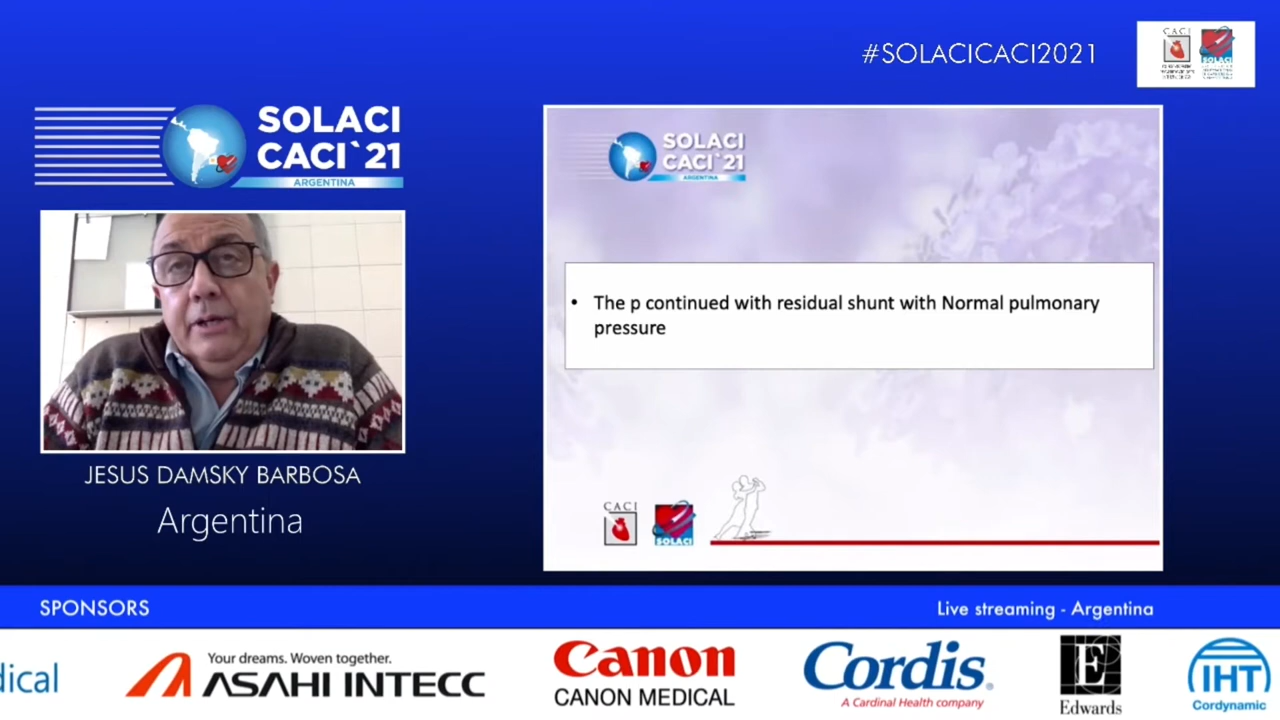 #SOLACICACI2021
CACI
SOLACI
SOLACI
CACI`21
ARGENTINA
SOLACI
CACI`21
ARGENTINA
• The p continued with residual shunt with Normal pulmonary
pressure
JESUS DAMSKY BARBOSA
Argentina
CACI
SOLACI
SPONSORS
Live streaming - Argentina
dical
Your dreams. Woven together.
ASAHI INTECC
Canon
CANON MEDICAL
Cordis®
A Cardinal Health company
E
Edwards
IHT
Cordynamic